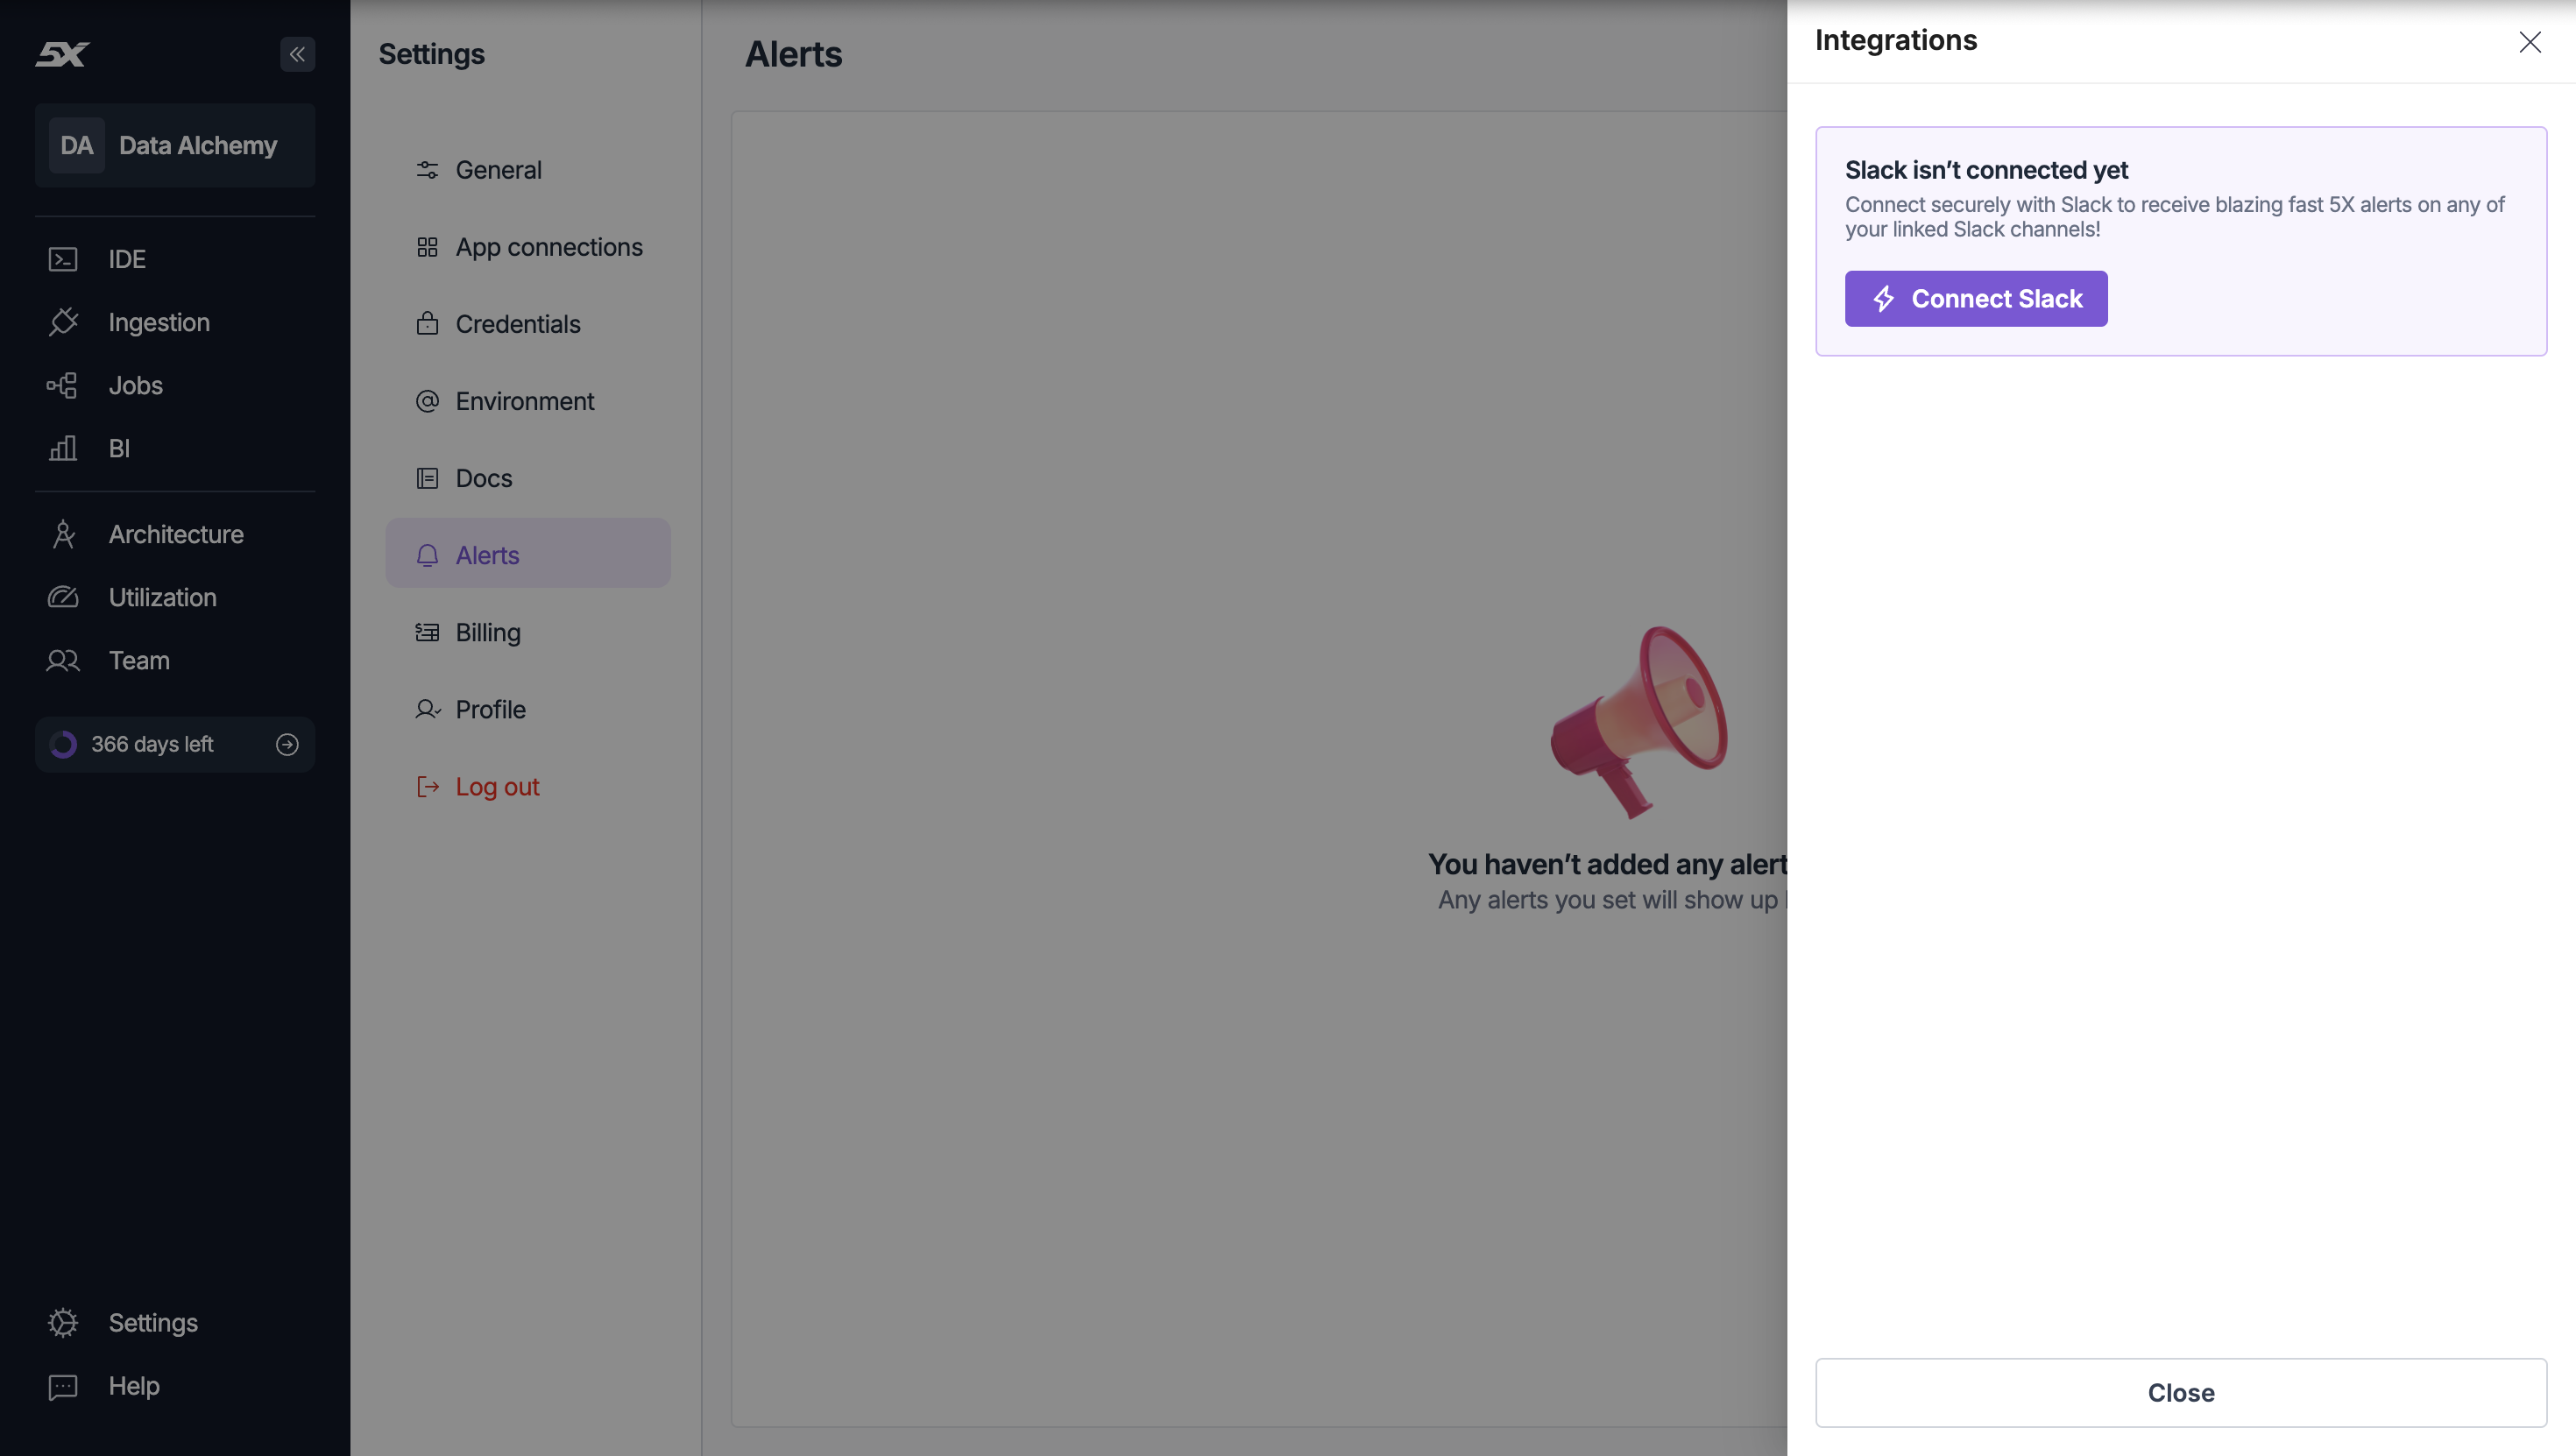 5X
DA
Data Alchemy
IDE
Ingestion
Jobs
BI
Architecture
Utilization
Team
366 days left
Settings
Help
Settings
General
App connections
Credentials
Environment
Docs
Alerts
Billing
Profile
Log out
Alerts
You haven’t added any alert
Any alerts you set will show up
Integrations
Slack isn’t connected yet
Connect securely with Slack to receive blazing fast 5X alerts on any of
your linked Slack channels!
Connect Slack
Close